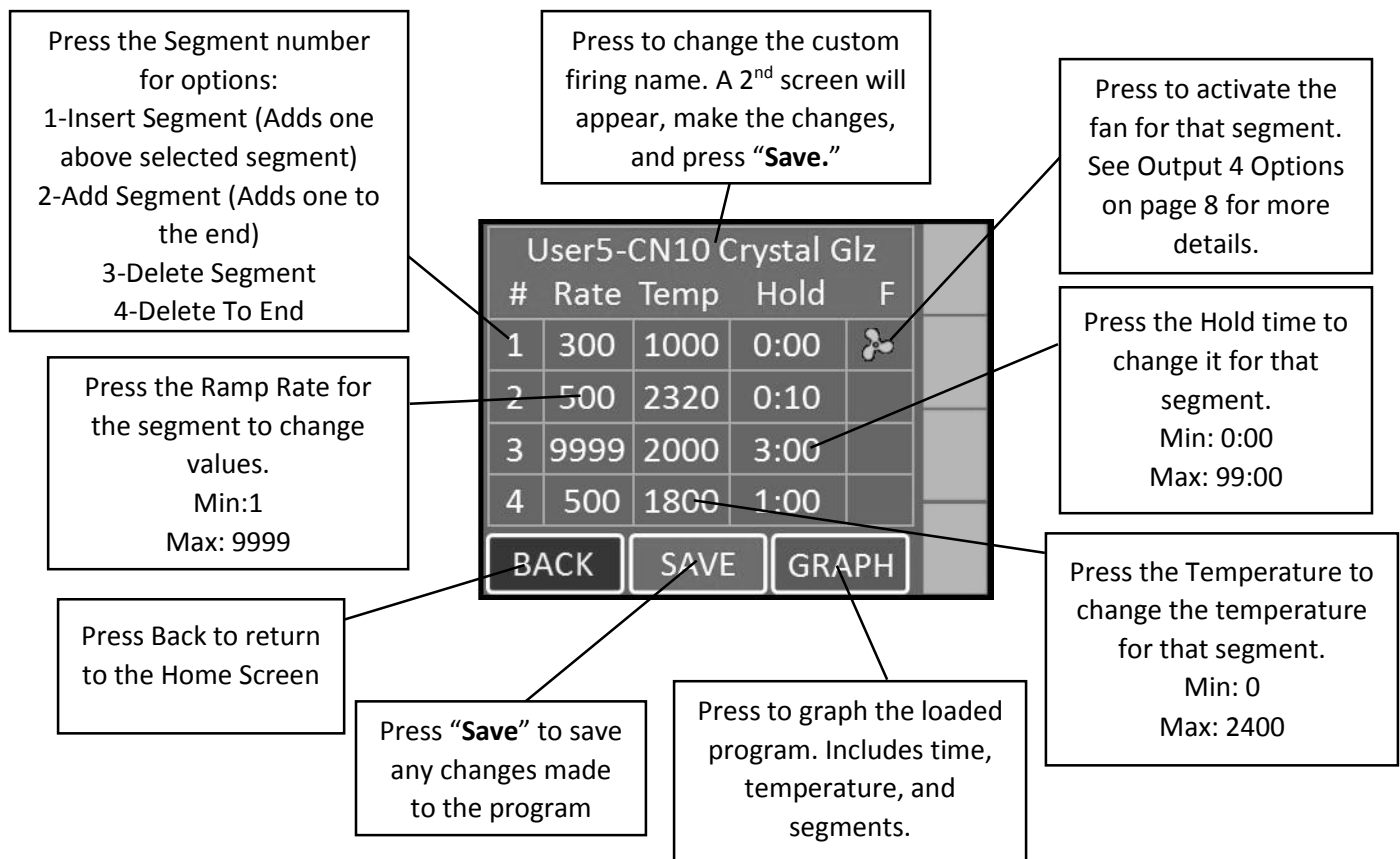 Press the Segment number
for options:
1-Insert Segment (Adds one
above selected segment)
2-Add Segment (Adds one to
the end)
3-Delete Segment
4-Delete To End
Press to change the custom
firing name. A 2nd screen will
appear, make the changes,
and press “Save.”
Press to activate the
fan for that segment.
See Output 4 Options
on page 8 for more
details.
User5-CN10 Crystal Glz
# Rate Temp Hold F
1 300 1000 0:00
2 500 2320 0:10
3 9999 2000 3:00
4 500 1800 1:00
BACK SAVE GRAPH
Press the Ramp Rate for
the segment to change
values.
Min:1
Max: 9999
Press the Hold time to
change it for that
segment.
Min: 0:00
Max: 99:00
Press Back to return
to the Home Screen
Press “Save” to save
any changes made
to the program
Press to graph the loaded
program. Includes time,
temperature, and
segments.
Press the Temperature to
change the temperature
for that segment.
Min: 0
Max: 2400